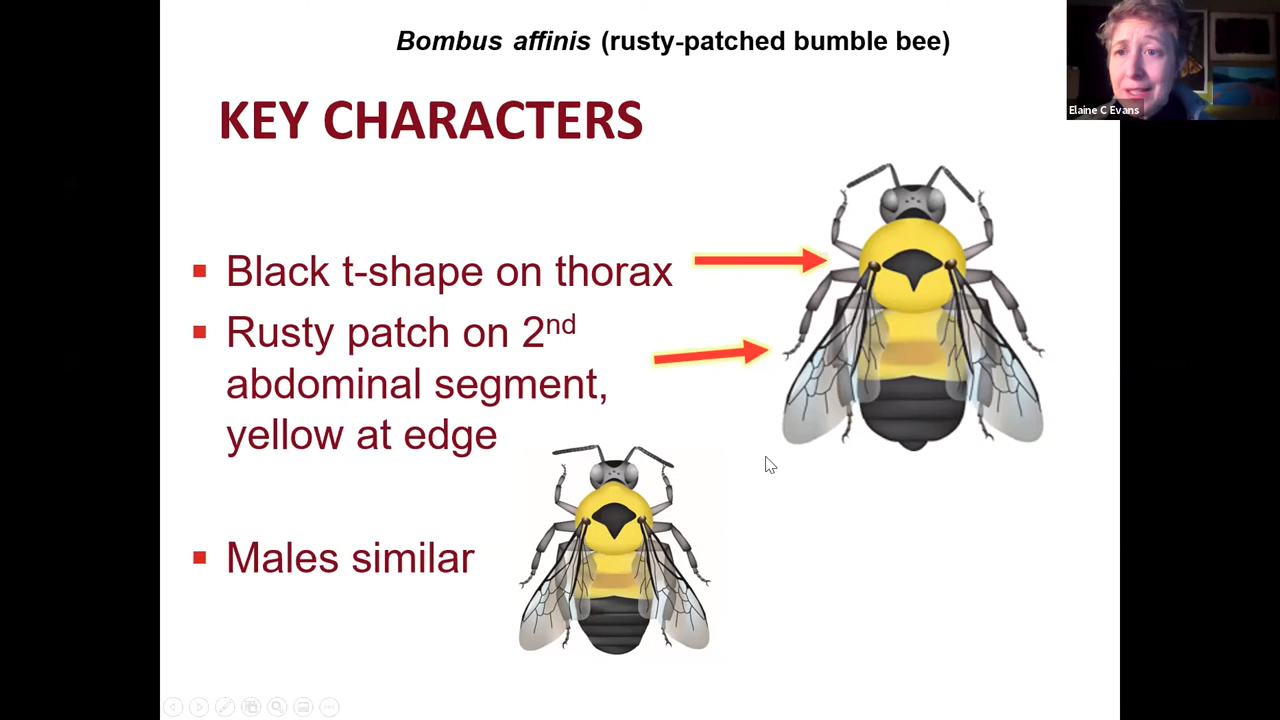 Bombus affinis (rusty-patched bumble bee)
Elaine C Evans
KEY CHARACTERS
Black t-shape on thorax
Rusty patch on 2nd
abdominal segment,
yellow at edge
Males similar